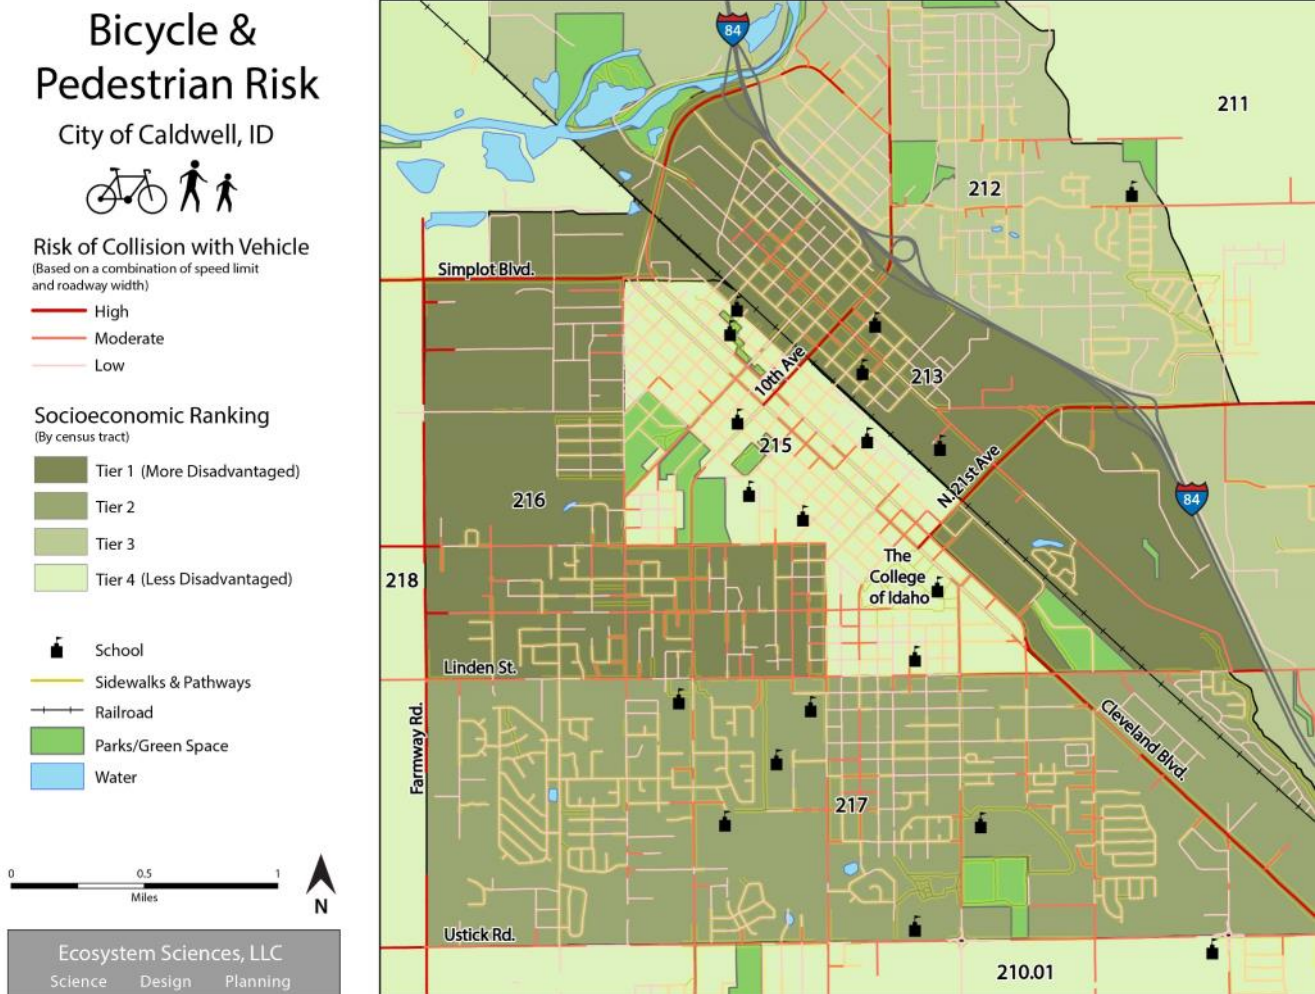 Bicycle &
Pedestrian Risk
City of Caldwell, ID
Risk of Collision with Vehicle
(Based on a combination of speed limit
and roadway width)
High
Moderate
Low
Socioeconomic Ranking
(By census tract)
Tier 1 (More Disadvantaged)
Tier 2
Tier 3
Tier 4 (Less Disadvantaged)
School
Sidewalks & Pathways
Railroad
Parks/Green Space
Water
0 0.5 1
Miles
N
Ecosystem Sciences, LLC
Science Design Planning
84
211
212
Simplot Blvd.
10th Ave
213
215
N. 21st Ave
216
84
The
College
of Idaho
218
Linden St.
Farmway Rd.
Cleveland Blvd.
217
Ustick Rd.
210.01